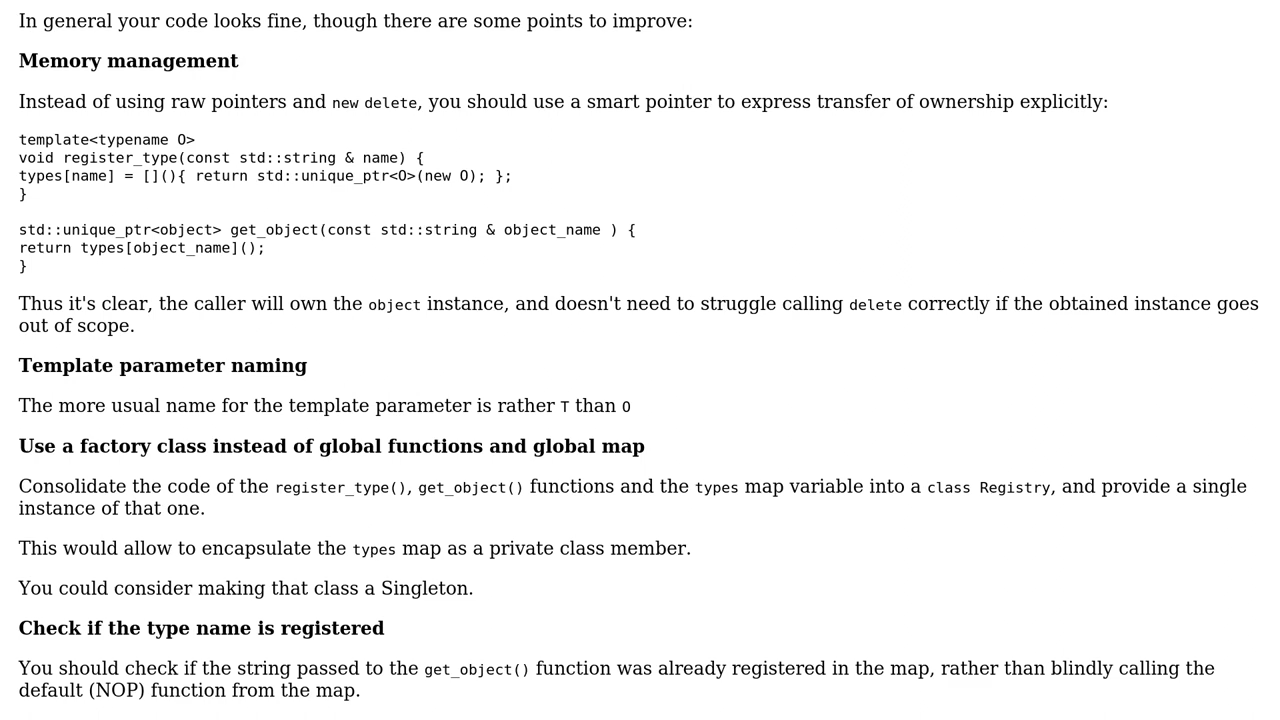 In general your code looks fine, though there are some points to improve:
Memory management
Instead of using raw pointers and new delete, you should use a smart pointer to express transfer of ownership explicitly:
template<typename O>
void register_type(const std::string & name) {
types[name] = [](){ return std::unique_ptr<O>(new O); };
}
std::unique_ptr<object> get_object(const std::string & object_name ) {
return types[object_name]();
}
Thus it's clear, the caller will own the object instance, and doesn't need to struggle calling delete correctly if the obtained instance goes
out of scope.
Template parameter naming
The more usual name for the template parameter is rather T than O
Use a factory class instead of global functions and global map
Consolidate the code of the register_type(), get_object() functions and the types map variable into a class Registry, and provide a single
instance of that one.
This would allow to encapsulate the types map as a private class member.
You could consider making that class a Singleton.
Check if the type name is registered
You should check if the string passed to the get_object() function was already registered in the map, rather than blindly calling the
default (NOP) function from the map.